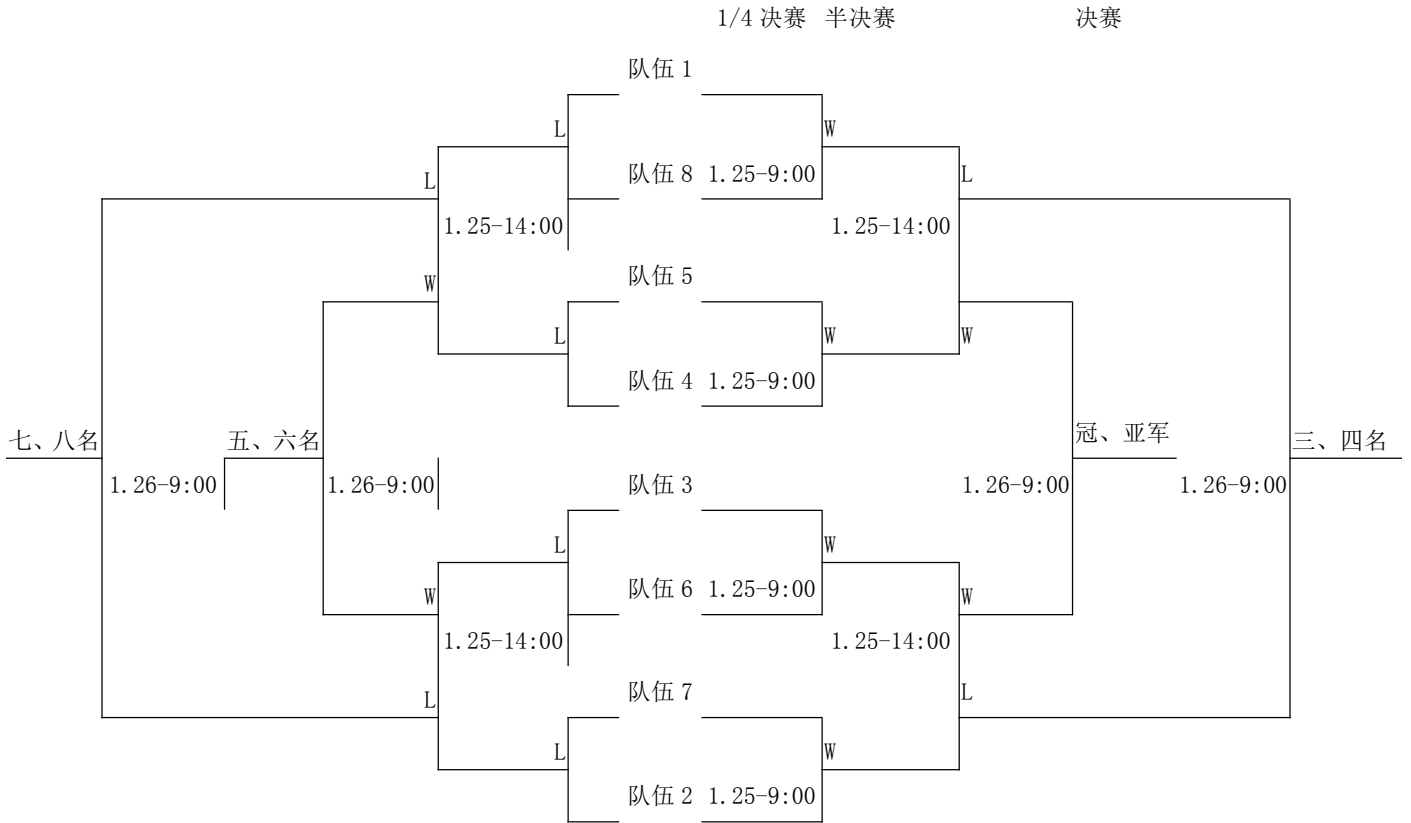 1/4 决赛 半决赛 决赛
队伍 1
L W
队伍 8 1.25-9:00
L L
1.25-14:00 1.25-14:00
队伍 5
W
L W W
队伍 4 1.25-9:00
七、八名 五、六名 冠、亚军 三、四名
1.26-9:00 1.26-9:00 队伍 3 1.26-9:00 1.26-9:00
L W
队伍 6 1.25-9:00
W W
1.25-14:00 1.25-14:00
队伍 7
L L
L W
队伍 2 1.25-9:00